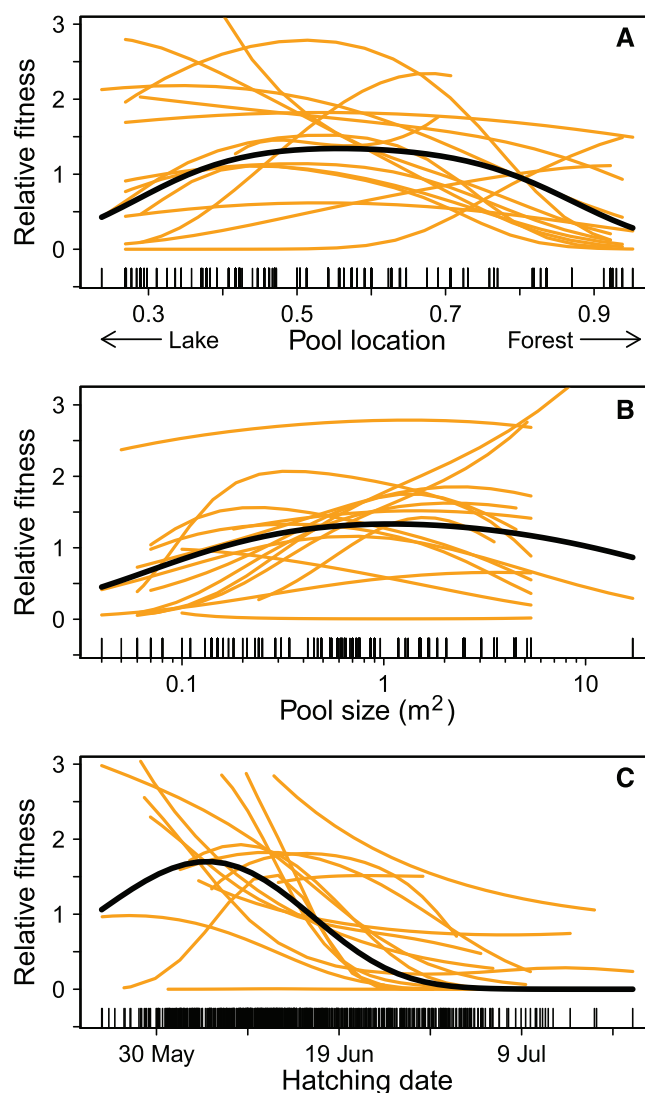 A
Relative fitness
3
2
1
0
0.3 0.5 0.7 0.9
← Lake Pool location Forest →
B
Relative fitness
3
2
1
0
0.1 1 10
Pool size (m²)
C
Relative fitness
3
2
1
0
30 May 19 Jun 9 Jul
Hatching date